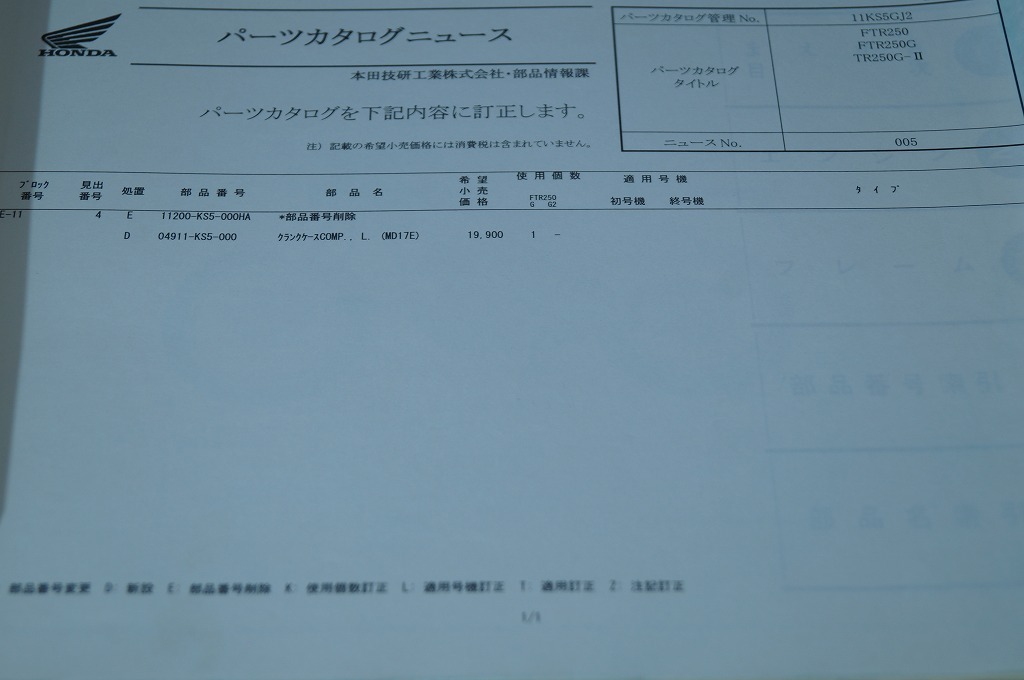 HONDA
パーツカタログニュース
本田技研工業株式会社・部品情報課
パーツカタログを下記内容に訂正します。
注）記載の希望小売価格には消費税は含まれていません。
パーツカタログ管理 No. 11KS5GJ2
パーツカタログ タイトル
FTR250
FTR250G
TR250G-Ⅱ
ニュース No. 005
ブロック 番号 見出 番号 処置 部品番号 部品名 希望 小売 価格 使用個数 FTR250 G G2 適用号機 初号機 終号機 タイプ
E-11 4 E 11200-KS5-000HA *部品番号削除
D 04911-KS5-000 クランクケースCOMP., L. (MD17E) 19,900 1 -
部品番号変更 D: 新設 E: 部品番号削除 K: 使用個数訂正 L: 適用号機訂正 T: 適用訂正 Z: 注記訂正
1/1
フレーム